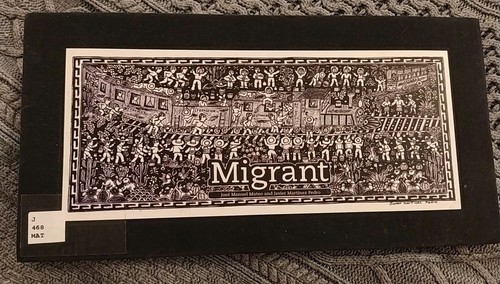 Migrant
José Manuel Mateo and Javier Martínez Pedro
J
468
MAT